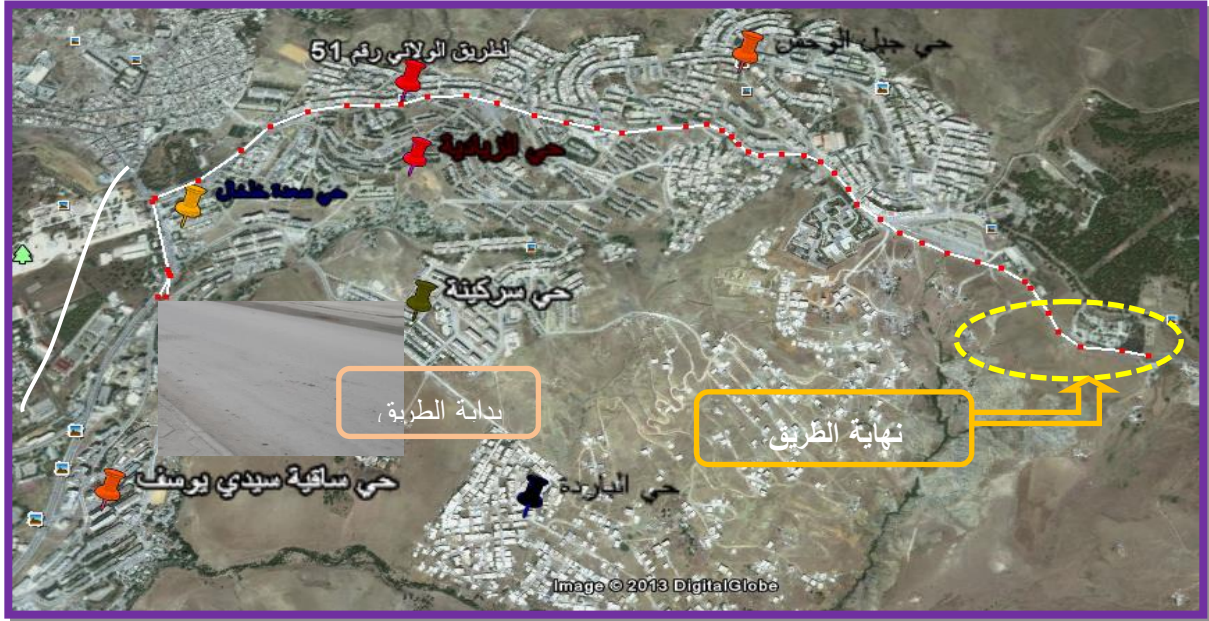 لطريق الولائي رقم 51
حي جبل الوحش
حي الزيادية
حي سركينة
بداية الطريق
نهاية الطريق
حي ساقية سيدي يوسف
حي الباردة
Image © 2013 DigitalGlobe